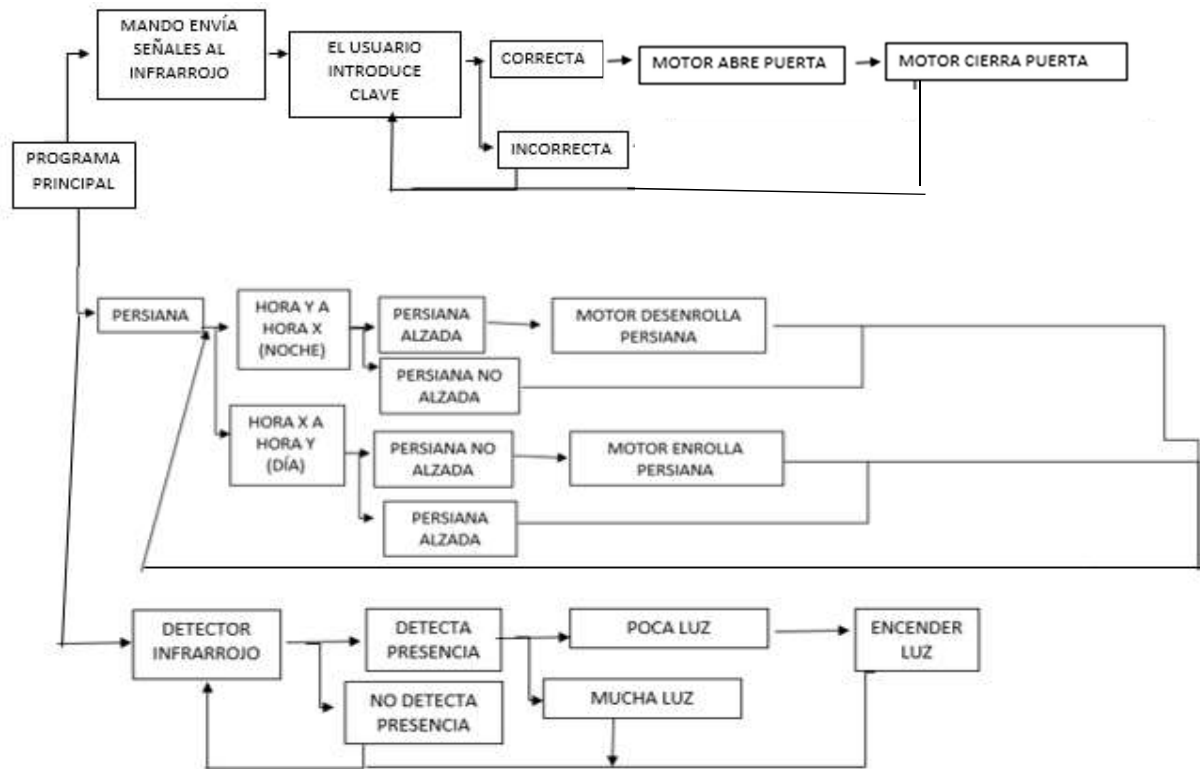 MANDO ENVÍA
SEÑALES AL
INFRARROJO
EL USUARIO
INTRODUCE
CLAVE
CORRECTA
MOTOR ABRE PUERTA
MOTOR CIERRA PUERTA
INCORRECTA
PROGRAMA
PRINCIPAL
PERSIANA
HORA Y A
HORA X
(NOCHE)
PERSIANA
ALZADA
MOTOR DESENROLLA
PERSIANA
PERSIANA NO
ALZADA
HORA X A
HORA Y
(DÍA)
PERSIANA NO
ALZADA
MOTOR ENROLLA
PERSIANA
PERSIANA
ALZADA
DETECTOR
INFRARROJO
DETECTA
PRESENCIA
POCA LUZ
ENCENDER
LUZ
NO DETECTA
PRESENCIA
MUCHA LUZ